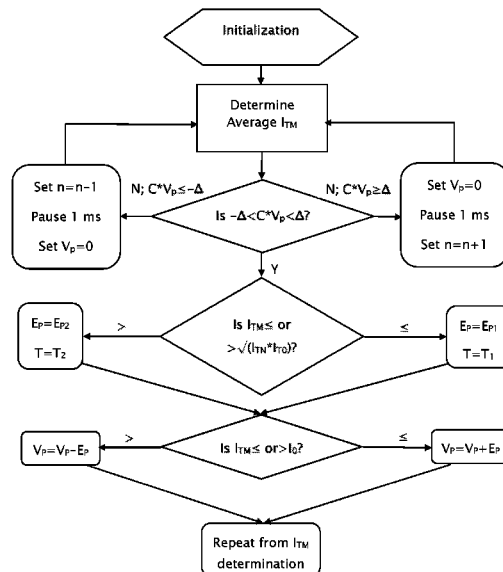 Initialization
Determine
Average I_TM
N; C*V_p≤-Δ
N; C*V_p≥Δ
Set n=n-1
Pause 1 ms
Set V_p=0
Is -Δ<C*V_p<Δ?
Set V_p=0
Pause 1 ms
Set n=n+1
Y
E_P=E_P2
T=T_2
>
Is I_TM≤ or
>√(I_TN*I_T0)?
≤
E_P=E_P1
T=T_1
V_P=V_P-E_P
>
Is I_TM≤ or>I_0?
≤
V_P=V_P+E_P
Repeat from I_TM
determination